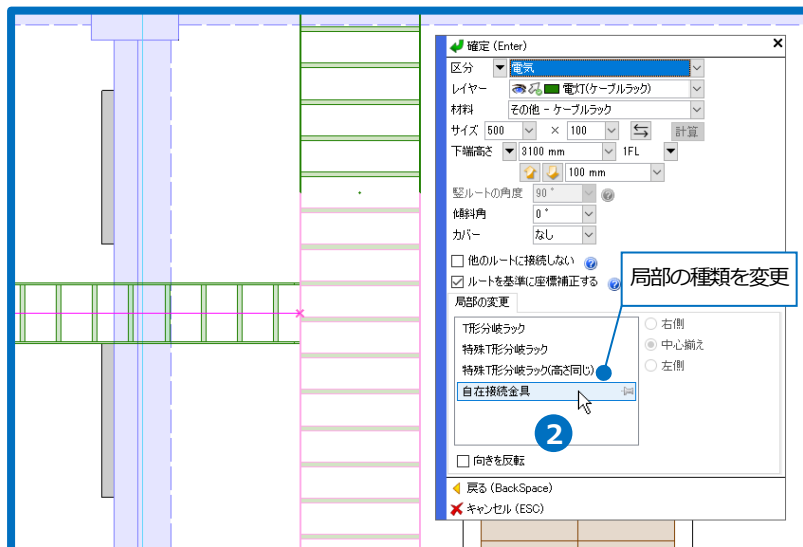 確定 (Enter)
区分 電気
レイヤー 電灯(ケーブルラック)
材料 その他 - ケーブルラック
サイズ 500 × 100 計算
下端高さ 3100 mm 1FL
100 mm
竪ルートの角度 90 °
傾斜角 0 °
カバー なし
他のルートに接続しない
ルートを基準に座標補正する
局部の種類を変更
局部の変更
T形分岐ラック
特殊T形分岐ラック
特殊T形分岐ラック(高さ同じ)
自在接続金具
右側
中心揃え
左側
2
向きを反転
戻る (BackSpace)
キャンセル (ESC)